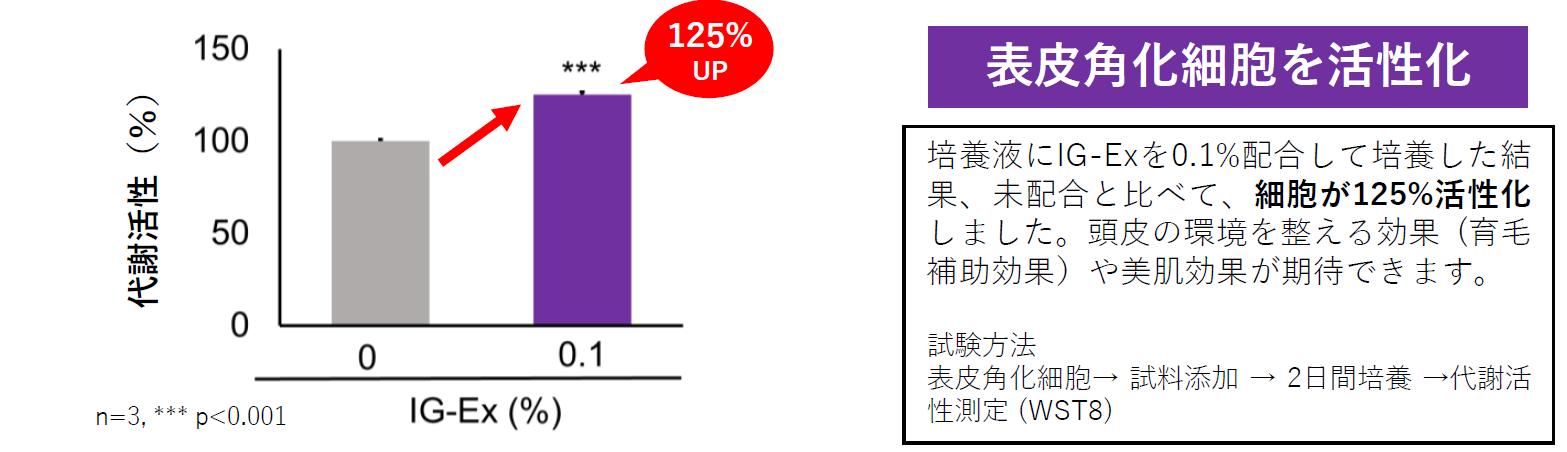 150
100
50
0
代謝活性（%）
***
125%
UP
0
0.1
IG-Ex (%)
n=3, *** p<0.001
表皮角化細胞を活性化
培養液にIG-Exを0.1%配合して培養した結
果、未配合と比べて、細胞が125%活性化
しました。頭皮の環境を整える効果（育毛
補助効果）や美肌効果が期待できます。
試験方法
表皮角化細胞→ 試料添加 → 2日間培養 →代謝活
性測定 (WST8)